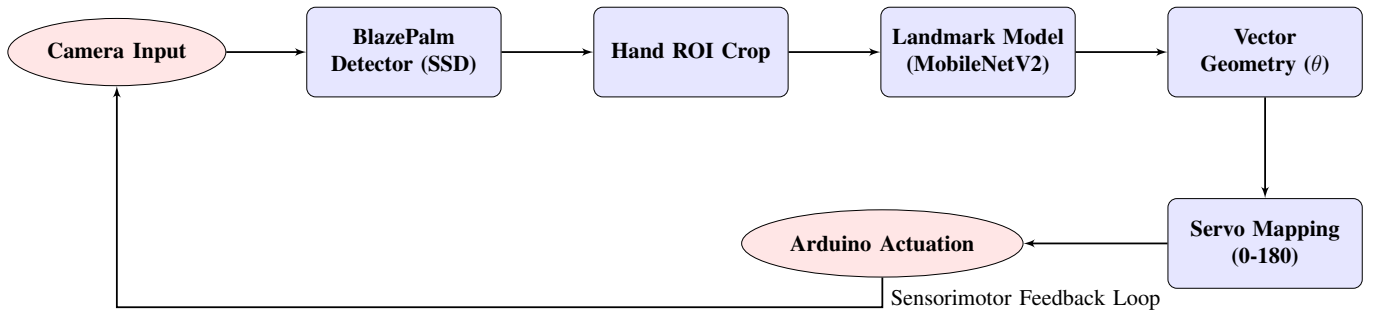 Camera Input
BlazePalm
Detector (SSD)
Hand ROI Crop
Landmark Model
(MobileNetV2)
Vector
Geometry (θ)
Servo Mapping
(0-180)
Arduino Actuation
Sensorimotor Feedback Loop